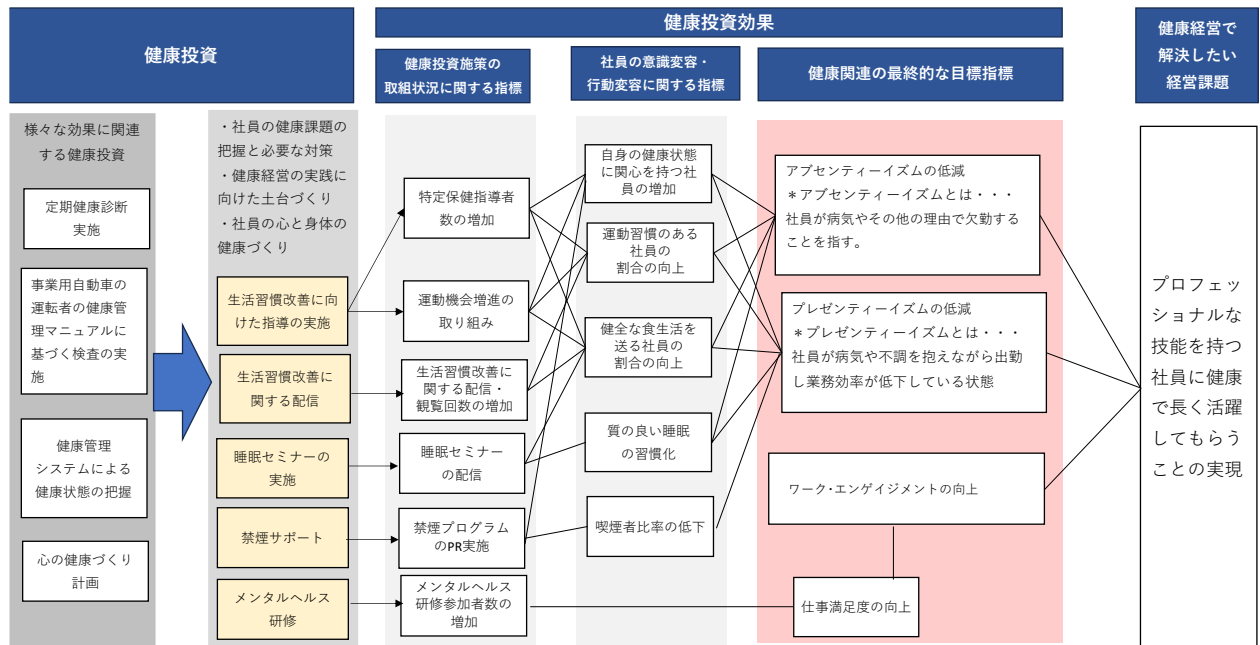 健康投資
健康投資効果
健康経営で
解決したい
経営課題
健康投資施策の
取組状況に関する指標
社員の意識変容・
行動変容に関する指標
健康関連の最終的な目標指標
様々な効果に関連
する健康投資
定期健康診断
実施
事業用自動車の
運転者の健康管
理マニュアルに
基づく検査の実
施
健康管理
システムによる
健康状態の把握
心の健康づくり
計画
・社員の健康課題の
把握と必要な対策
・健康経営の実践に
向けた土台づくり
・社員の心と身体の
健康づくり
生活習慣改善に向
けた指導の実施
生活習慣改善に
関する配信
睡眠セミナーの
実施
禁煙サポート
メンタルヘルス
研修
特定保健指導者
数の増加
運動機会増進の
取り組み
生活習慣改善に
関する配信・
観覧回数の増加
睡眠セミナー
の配信
禁煙プログラム
のPR実施
メンタルヘルス
研修参加者数の
増加
自身の健康状態
に関心を持つ社
員の増加
運動習慣のある
社員の
割合の向上
健全な食生活を
送る社員の
割合の向上
質の良い睡眠
の習慣化
喫煙者比率の低下
アブセンティーイズムの低減
＊アブセンティーイズムとは・・・
社員が病気やその他の理由で欠勤する
ことを指す。
プレゼンティーイズムの低減
＊プレゼンティーイズムとは・・・
社員が病気や不調を抱えながら出勤
し業務効率が低下している状態
ワーク・エンゲイジメントの向上
仕事満足度の向上
プロフェッ
ショナルな
技能を持つ
社員に健康
で長く活躍
してもらう
ことの実現